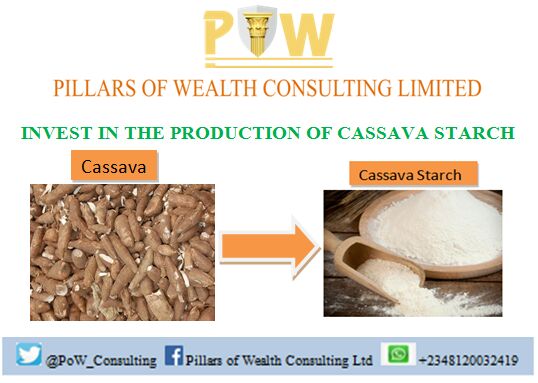 POW
PILLARS OF WEALTH CONSULTING LIMITED
INVEST IN THE PRODUCTION OF CASSAVA STARCH
Cassava
Cassava Starch
@PoW_Consulting Pillars of Wealth Consulting Ltd +2348120032419